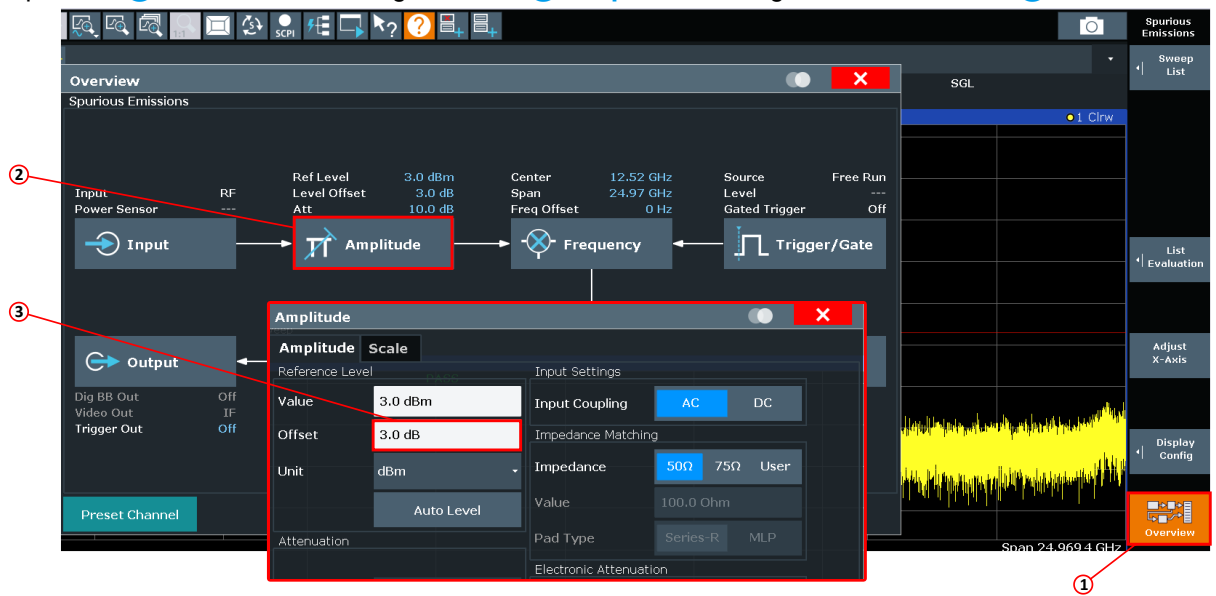 1:1
SCPI
Spurious
Emissions
Sweep
List
Overview
SGL
Spurious Emissions
1 Clrw
②
Ref Level 3.0 dBm Center 12.52 GHz Source Free Run
Input RF Level Offset 3.0 dB Span 24.97 GHz Level ---
Power Sensor --- Att 10.0 dB Freq Offset 0 Hz Gated Trigger Off
Input Amplitude Frequency Trigger/Gate
List
Evaluation
③
Amplitude
Amplitude Scale
Output
Adjust
X-Axis
Reference Level Input Settings
PASS
Dig BB Out Off
Value 3.0 dBm Input Coupling AC DC
Video Out IF
Trigger Out Off
Offset 3.0 dB Impedance Matching
Display
Config
Unit dBm Impedance 50Ω 75Ω User
Value 100.0 Ohm
Preset Channel
Auto Level
Overview
Pad Type Series-R MLP
Attenuation
Span 24.9694 GHz
Electronic Attenuation
①